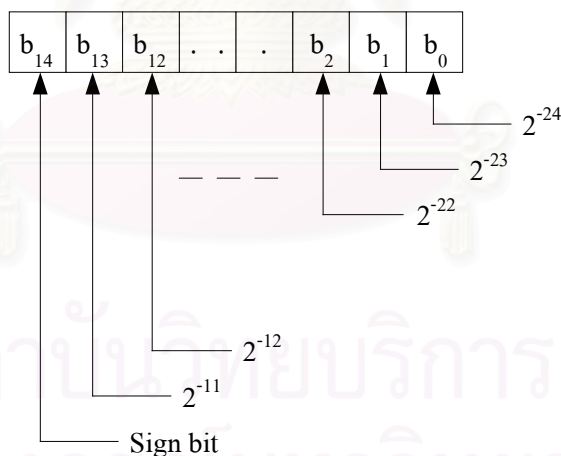 b₁₄ b₁₃ b₁₂ . . . b₂ b₁ b₀
2⁻²⁴
2⁻²³
2⁻²²
2⁻¹²
2⁻¹¹
Sign bit